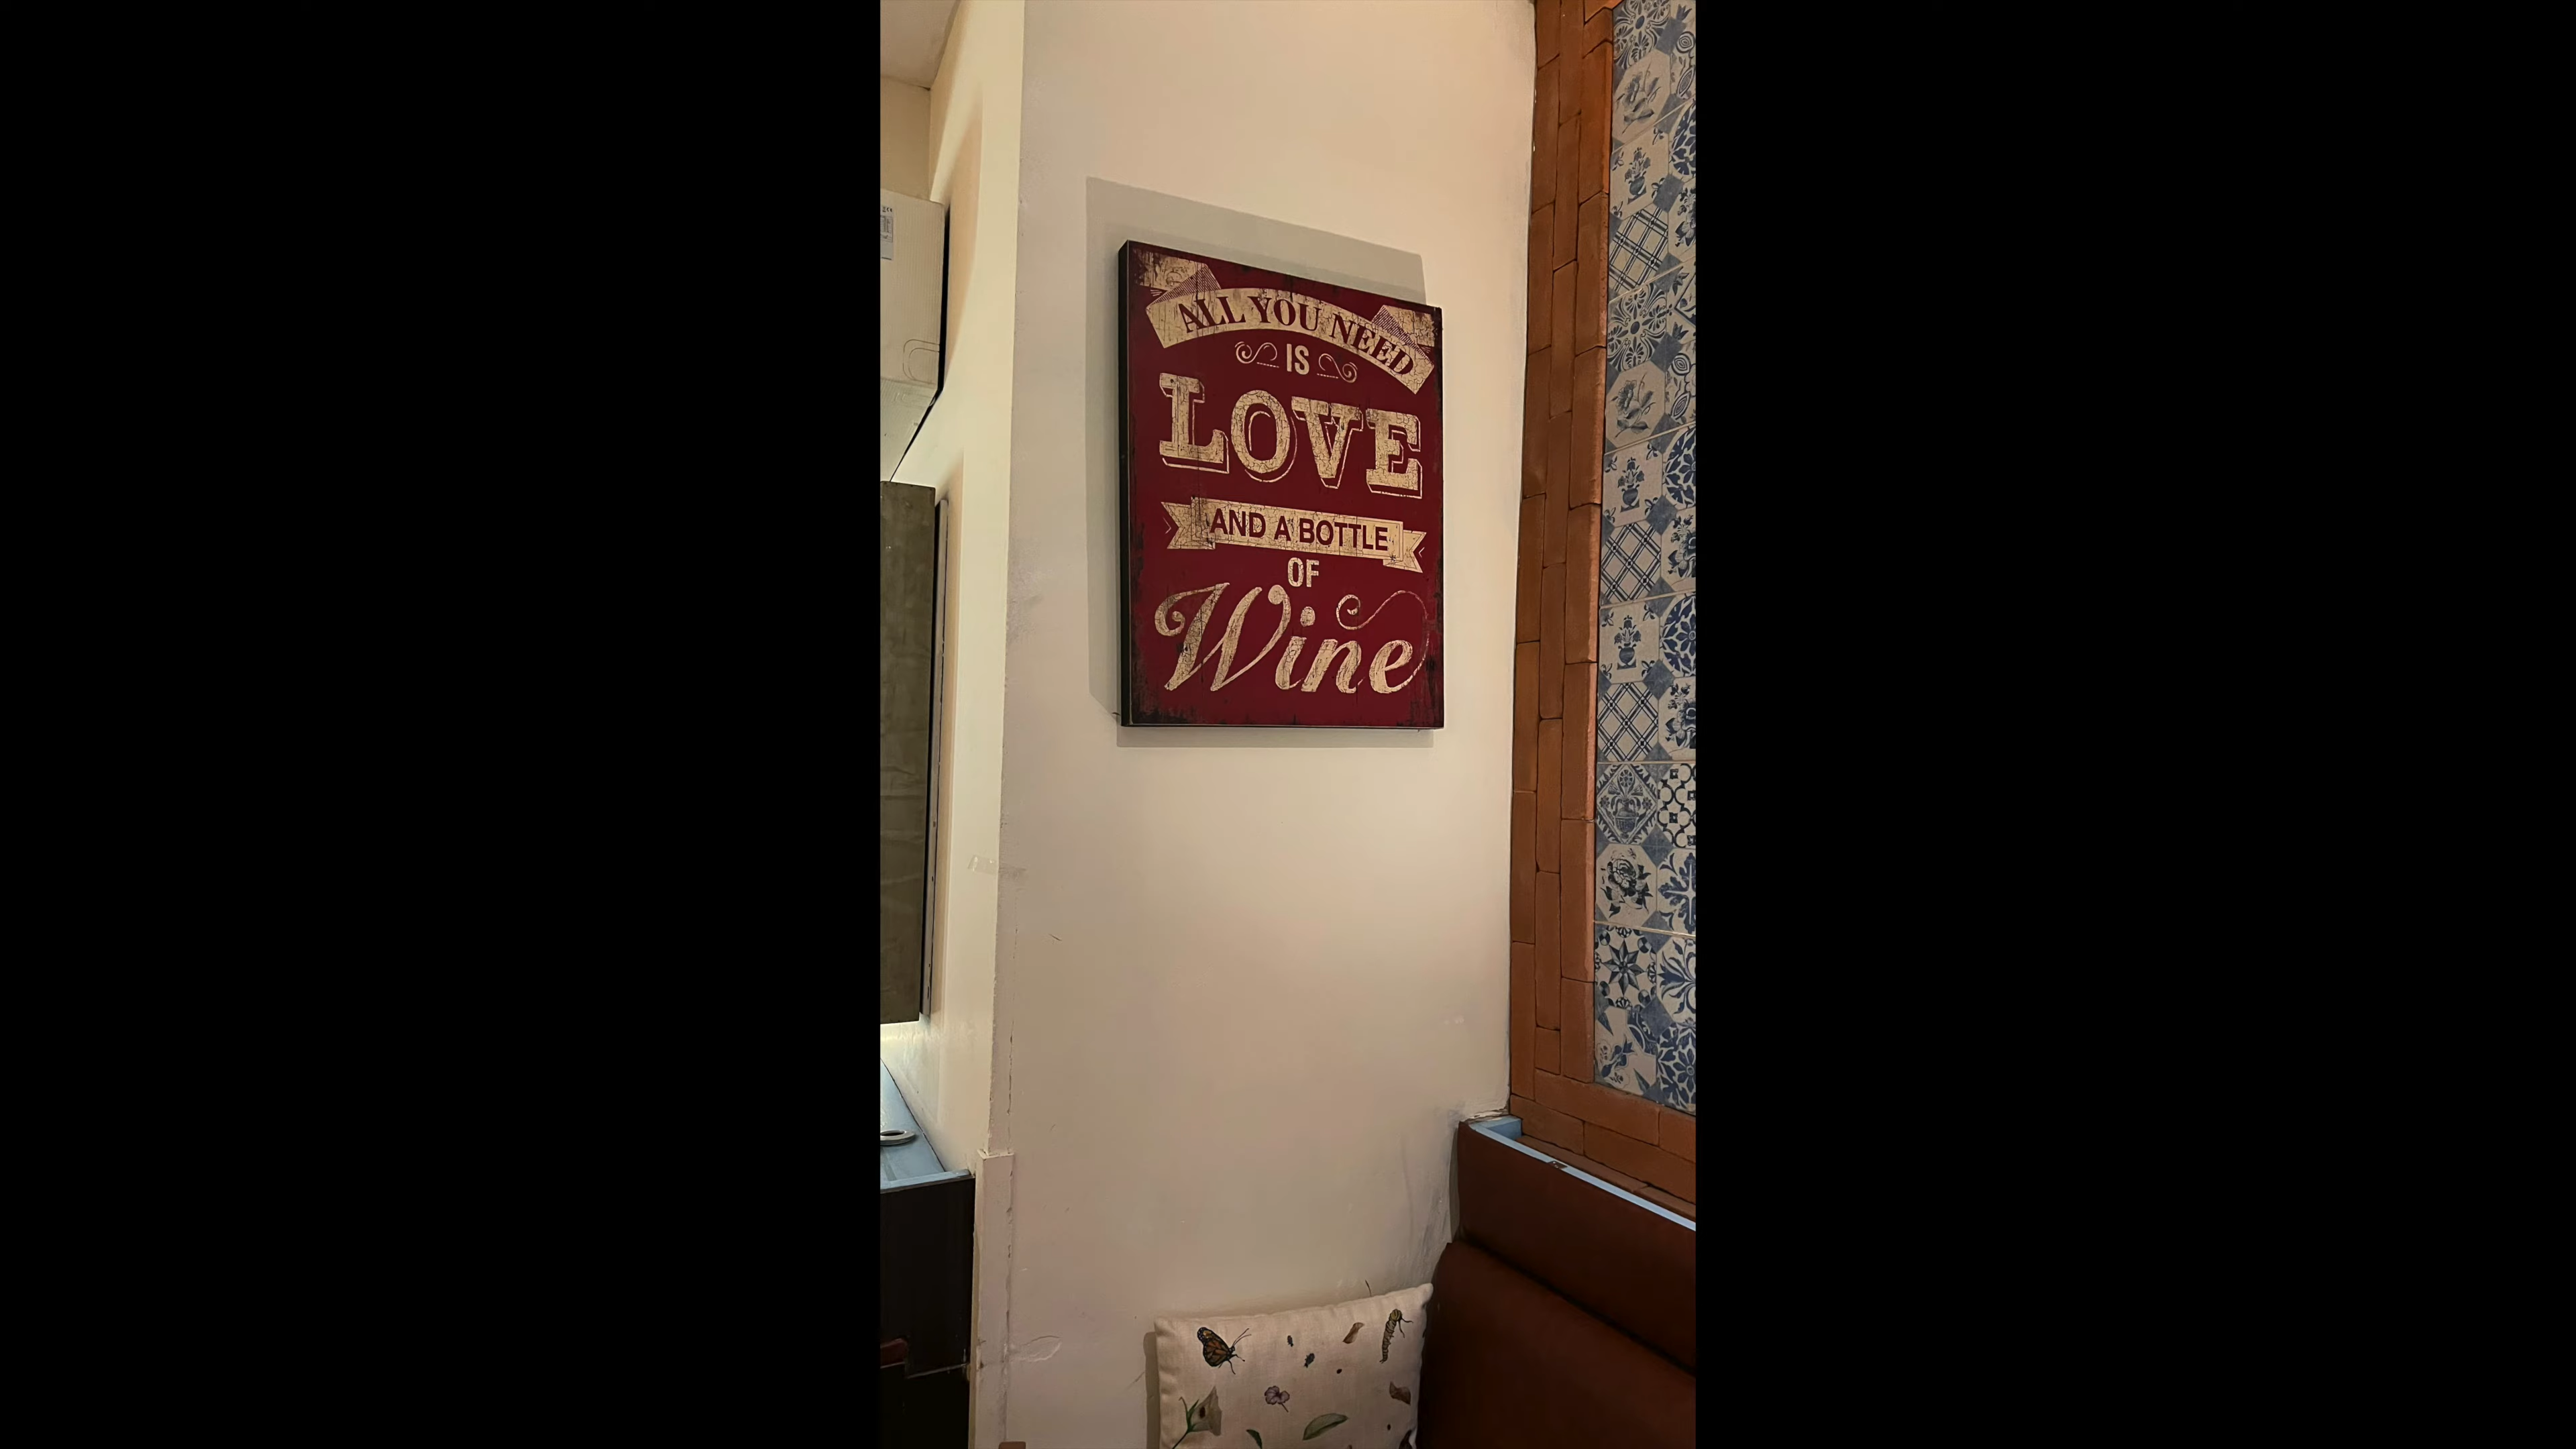 ALL YOU NEED
IS
LOVE
AND A BOTTLE
OF
Wine